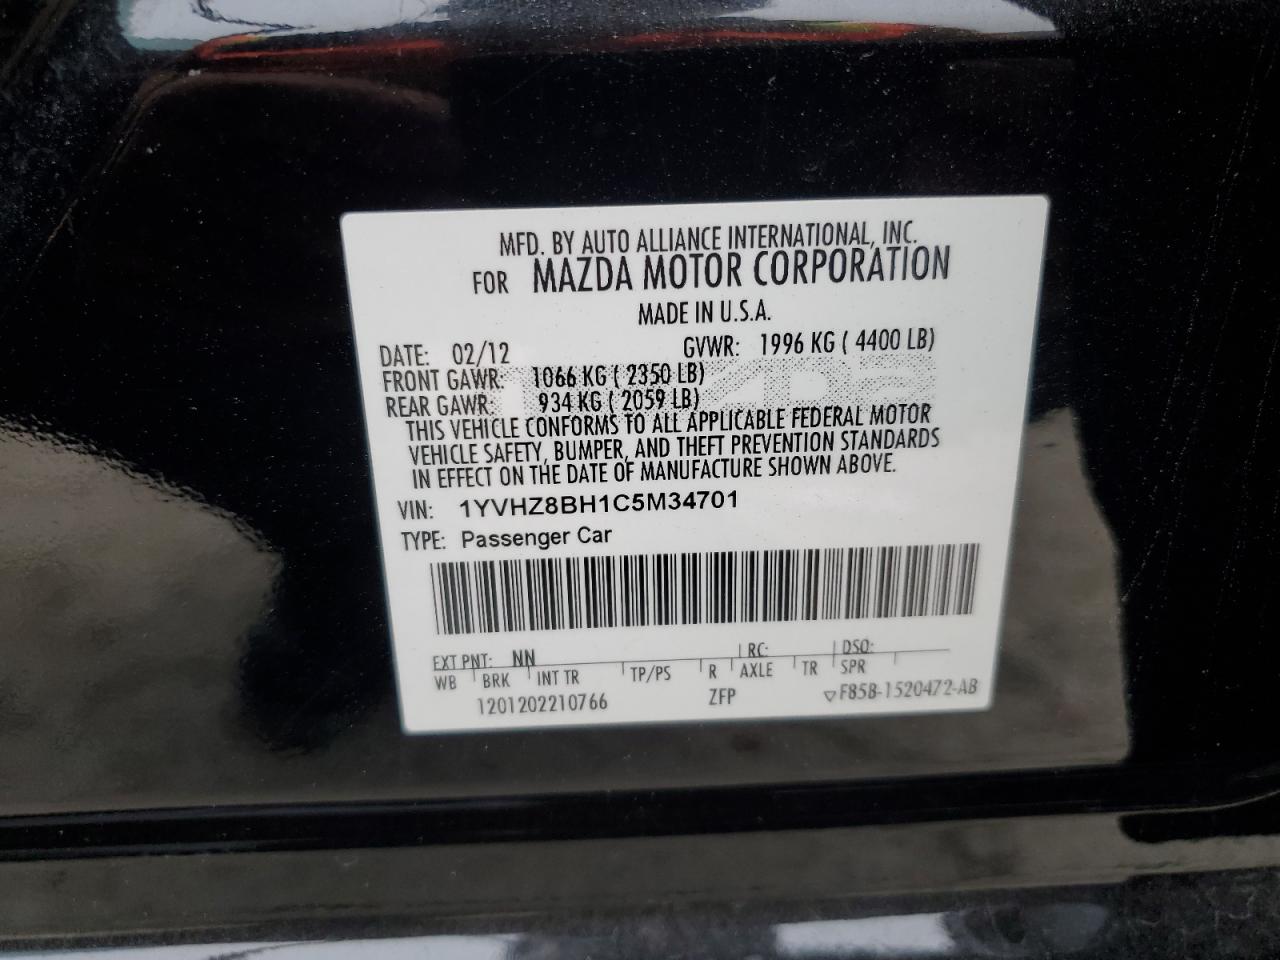 MFD. BY AUTO ALLIANCE INTERNATIONAL, INC.
FOR MAZDA MOTOR CORPORATION
MADE IN U.S.A.
DATE: 02/12 GVWR: 1996 KG ( 4400 LB)
FRONT GAWR: 1066 KG ( 2350 LB)
REAR GAWR: 934 KG ( 2059 LB)
THIS VEHICLE CONFORMS TO ALL APPLICABLE FEDERAL MOTOR
VEHICLE SAFETY, BUMPER, AND THEFT PREVENTION STANDARDS
IN EFFECT ON THE DATE OF MANUFACTURE SHOWN ABOVE.
VIN: 1YVHZ8BH1C5M34701
TYPE: Passenger Car
EXT PNT: NN RC: DSO:
WB BRK INT TR TP/PS R AXLE TR SPR
1201202210766 ZFP ▽F85B-1520472-AB